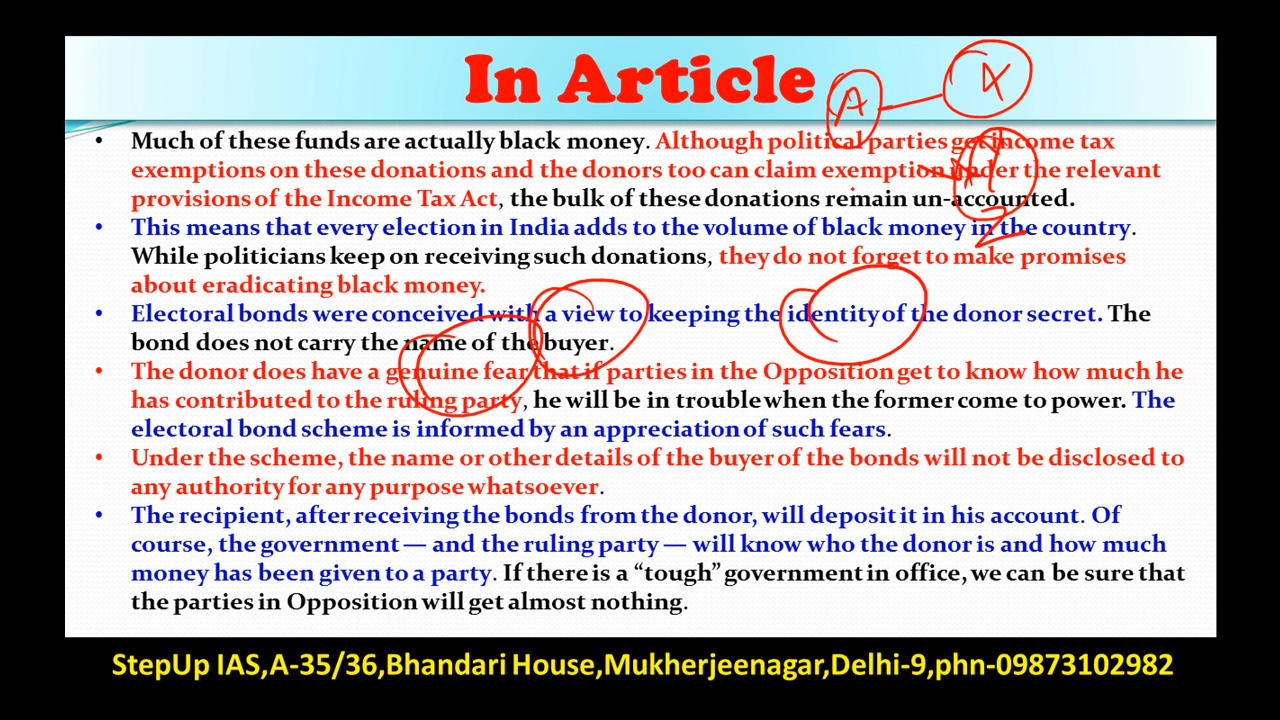 In Article
A
X
Y
2
• Much of these funds are actually black money. Although political parties get income tax
exemptions on these donations and the donors too can claim exemption under the relevant
provisions of the Income Tax Act, the bulk of these donations remain un-accounted.
• This means that every election in India adds to the volume of black money in the country.
While politicians keep on receiving such donations, they do not forget to make promises
about eradicating black money.
• Electoral bonds were conceived with a view to keeping the identity of the donor secret. The
bond does not carry the name of the buyer.
• The donor does have a genuine fear that if parties in the Opposition get to know how much he
has contributed to the ruling party, he will be in trouble when the former come to power. The
electoral bond scheme is informed by an appreciation of such fears.
• Under the scheme, the name or other details of the buyer of the bonds will not be disclosed to
any authority for any purpose whatsoever.
• The recipient, after receiving the bonds from the donor, will deposit it in his account. Of
course, the government — and the ruling party — will know who the donor is and how much
money has been given to a party. If there is a “tough” government in office, we can be sure that
the parties in Opposition will get almost nothing.
StepUp IAS,A-35/36,Bhandari House,Mukherjeenagar,Delhi-9,phn-09873102982